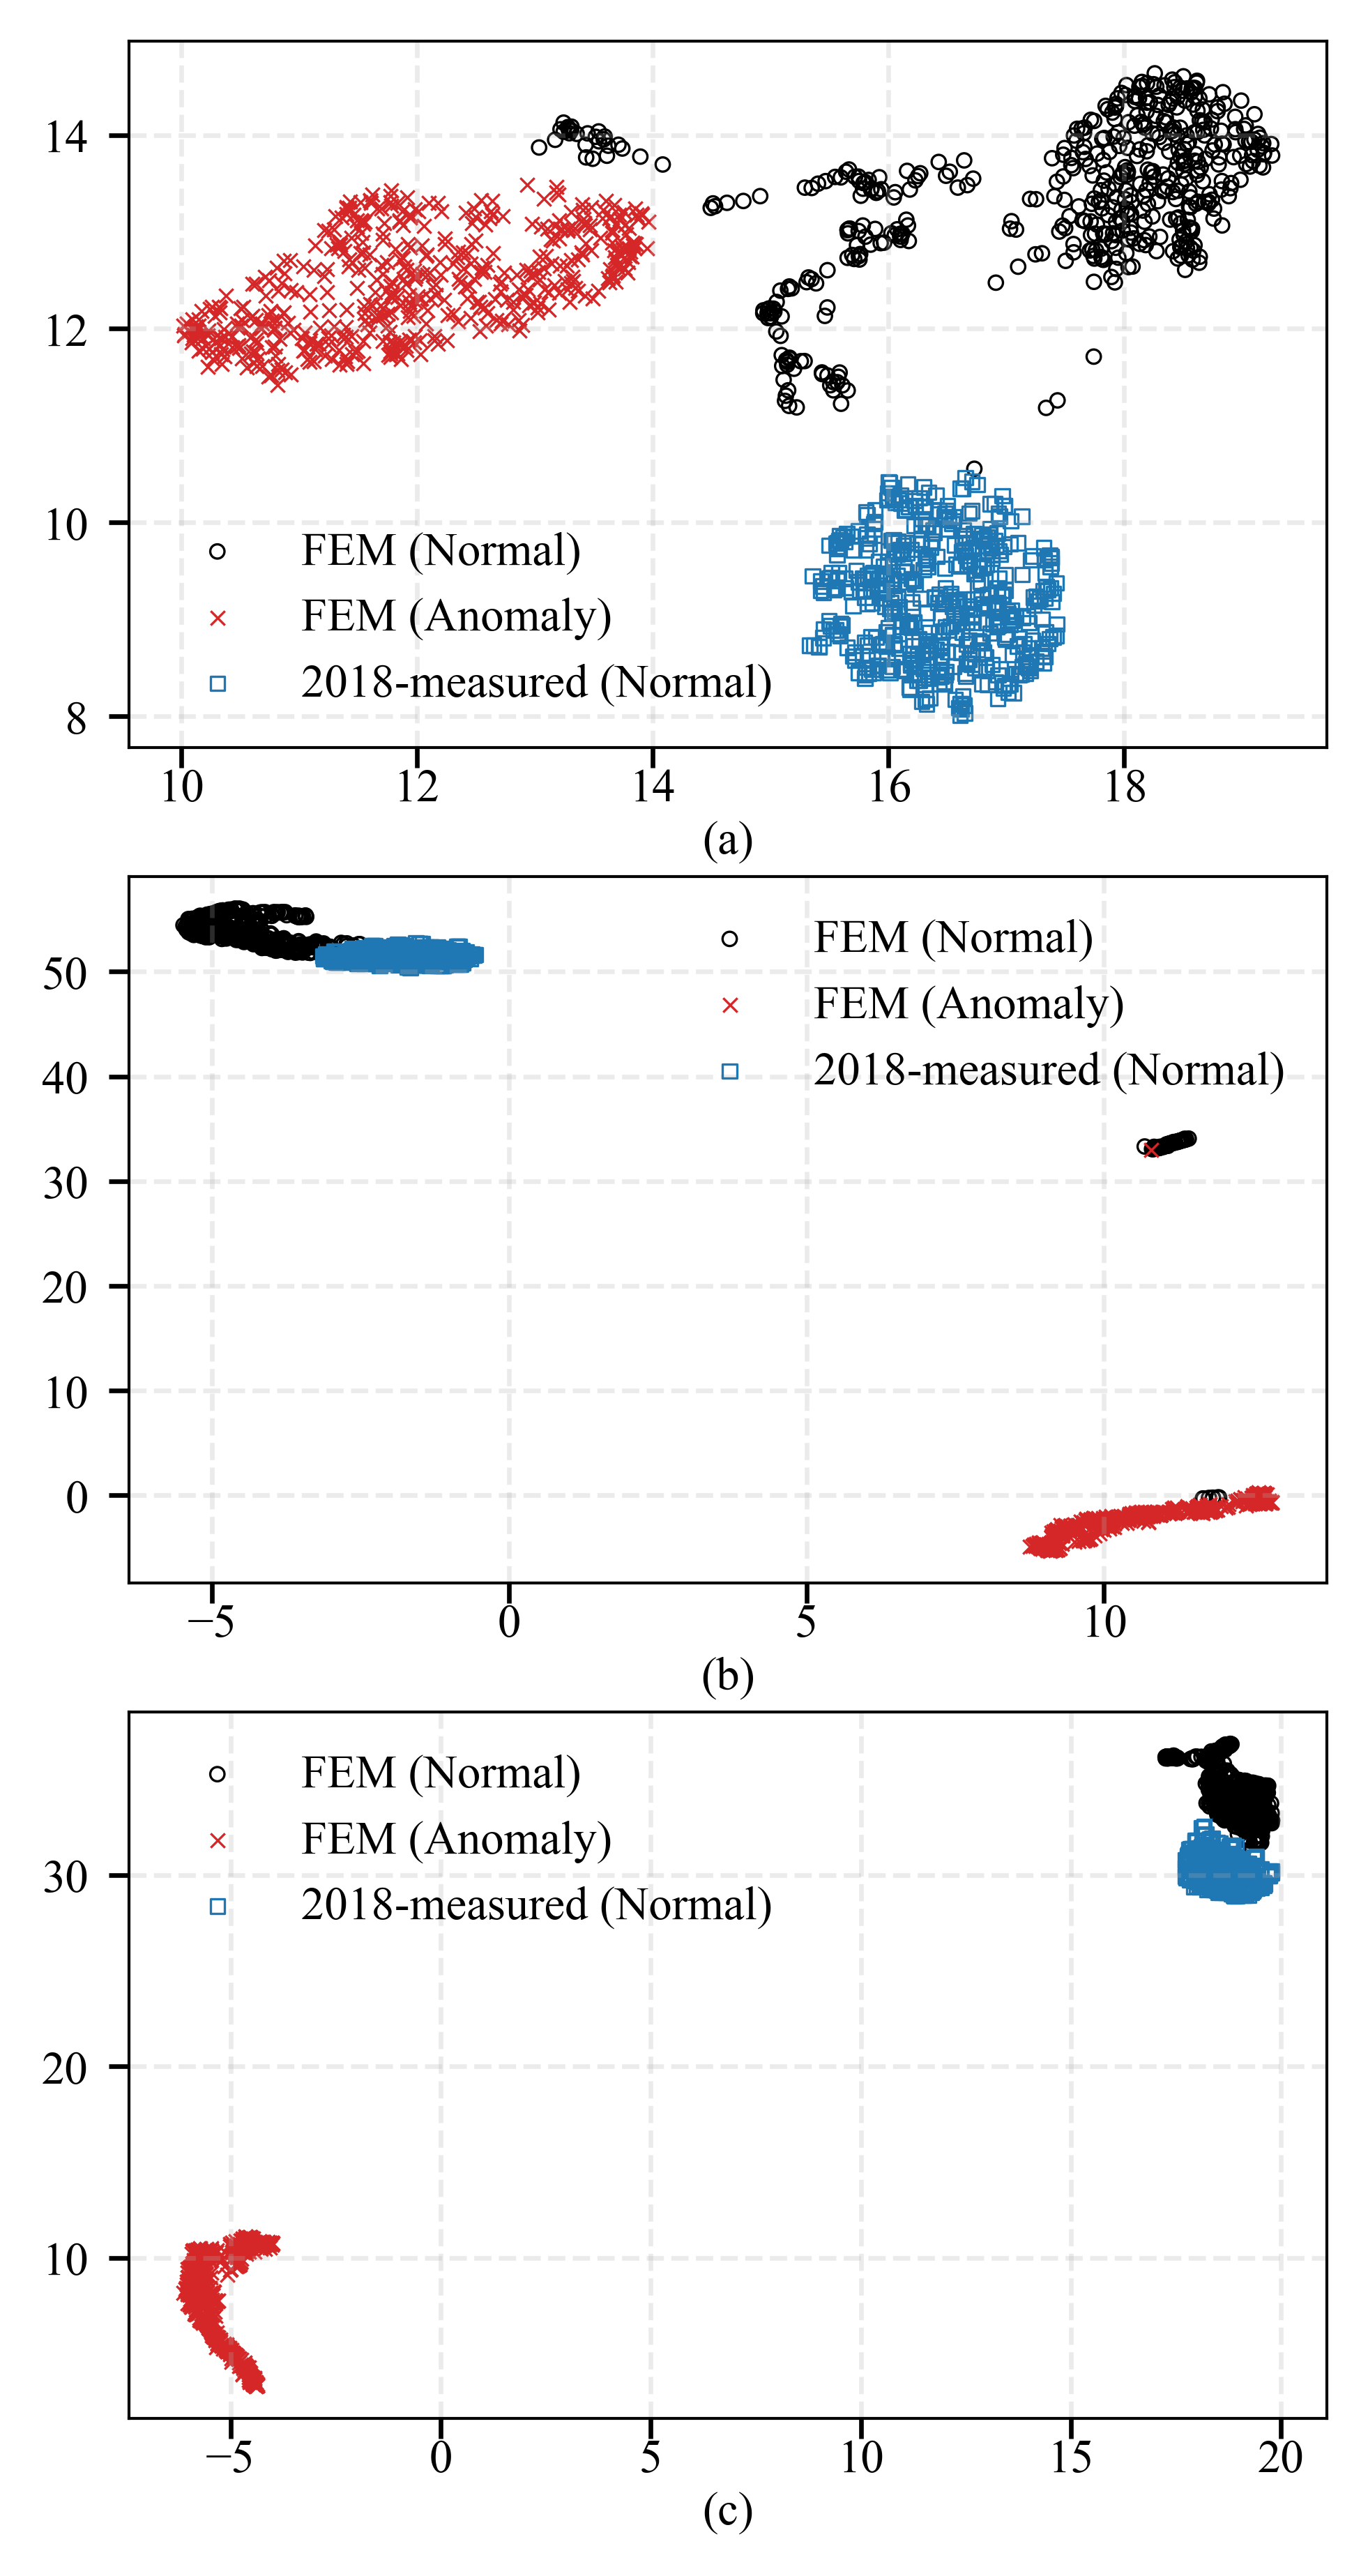 14
12
10
8
FEM (Normal)
FEM (Anomaly)
2018-measured (Normal)
10 12 14 16 18
(a)
50
40
30
20
10
0
FEM (Normal)
FEM (Anomaly)
2018-measured (Normal)
−5 0 5 10
(b)
30
20
10
FEM (Normal)
FEM (Anomaly)
2018-measured (Normal)
−5 0 5 10 15 20
(c)